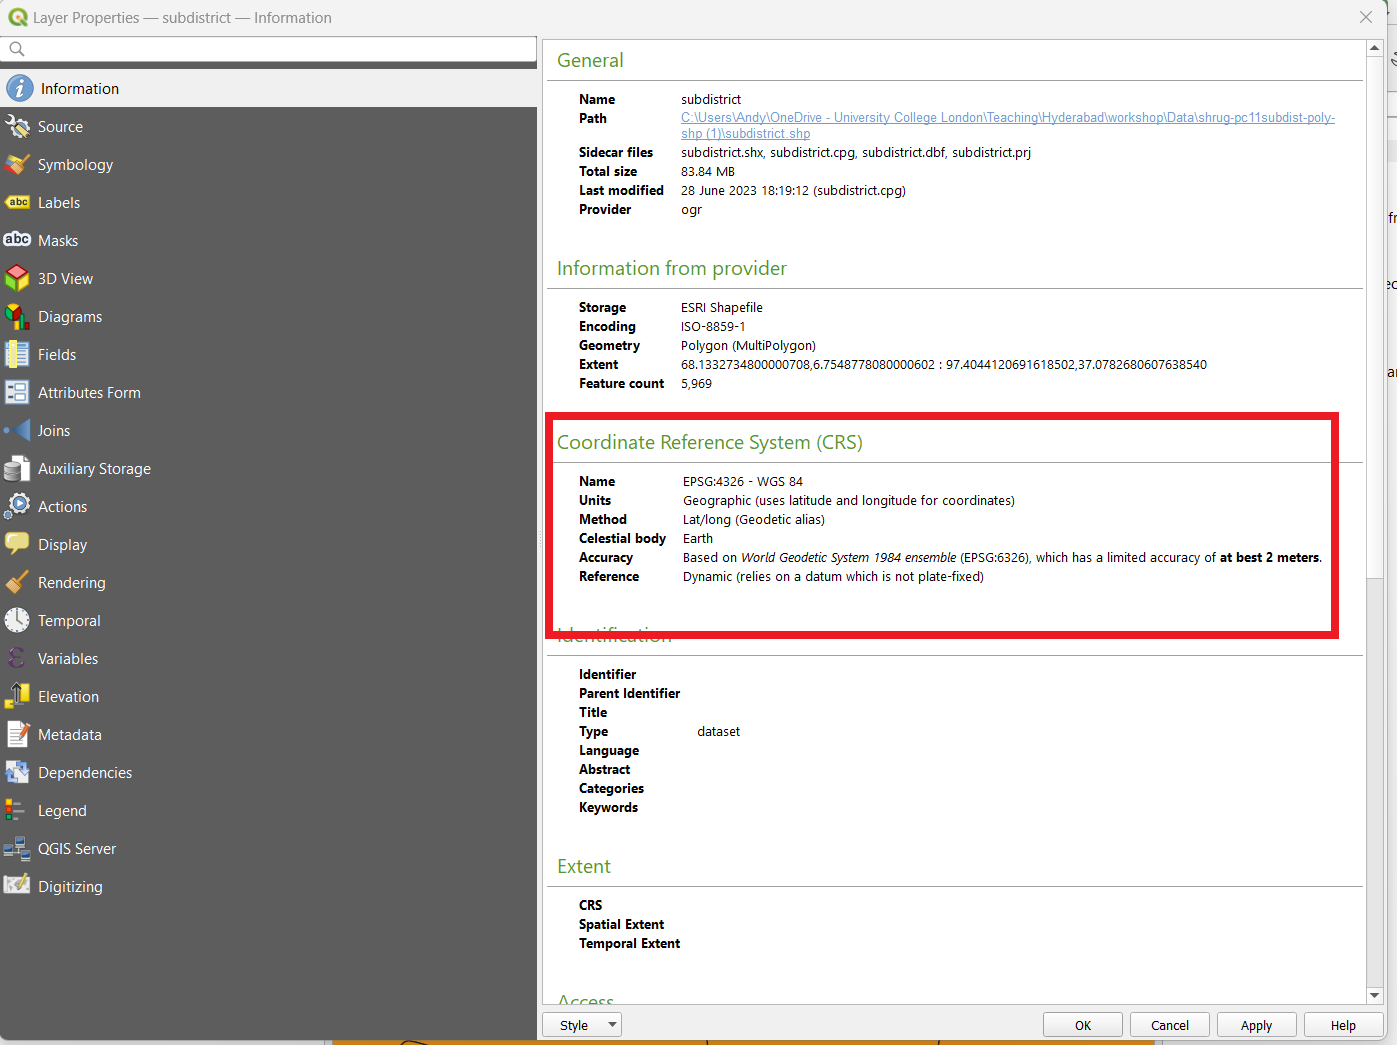 Layer Properties — subdistrict — Information
Information
Source
Symbology
abc Labels
abc Masks
3D View
Diagrams
Fields
Attributes Form
Joins
Auxiliary Storage
Actions
Display
Rendering
Temporal
Variables
Elevation
Metadata
Dependencies
Legend
QGIS Server
Digitizing
General
Name subdistrict
Path C:\Users\Andy\OneDrive - University College London\Teaching\Hyderabad\workshop\Data\shrug-pc11subdist-poly-
shp (1)\subdistrict.shp
Sidecar files subdistrict.shx, subdistrict.cpg, subdistrict.dbf, subdistrict.prj
Total size 83.84 MB
Last modified 28 June 2023 18:19:12 (subdistrict.cpg)
Provider ogr
Information from provider
Storage ESRI Shapefile
Encoding ISO-8859-1
Geometry Polygon (MultiPolygon)
Extent 68.1332734800000708,6.7548778080000602 : 97.4044120691618502,37.0782680607638540
Feature count 5,969
Coordinate Reference System (CRS)
Name EPSG:4326 - WGS 84
Units Geographic (uses latitude and longitude for coordinates)
Method Lat/long (Geodetic alias)
Celestial body Earth
Accuracy Based on World Geodetic System 1984 ensemble (EPSG:6326), which has a limited accuracy of at best 2 meters.
Reference Dynamic (relies on a datum which is not plate-fixed)
Identification
Identifier
Parent Identifier
Title
Type dataset
Language
Abstract
Categories
Keywords
Extent
CRS
Spatial Extent
Temporal Extent
Access
Style OK Cancel Apply Help